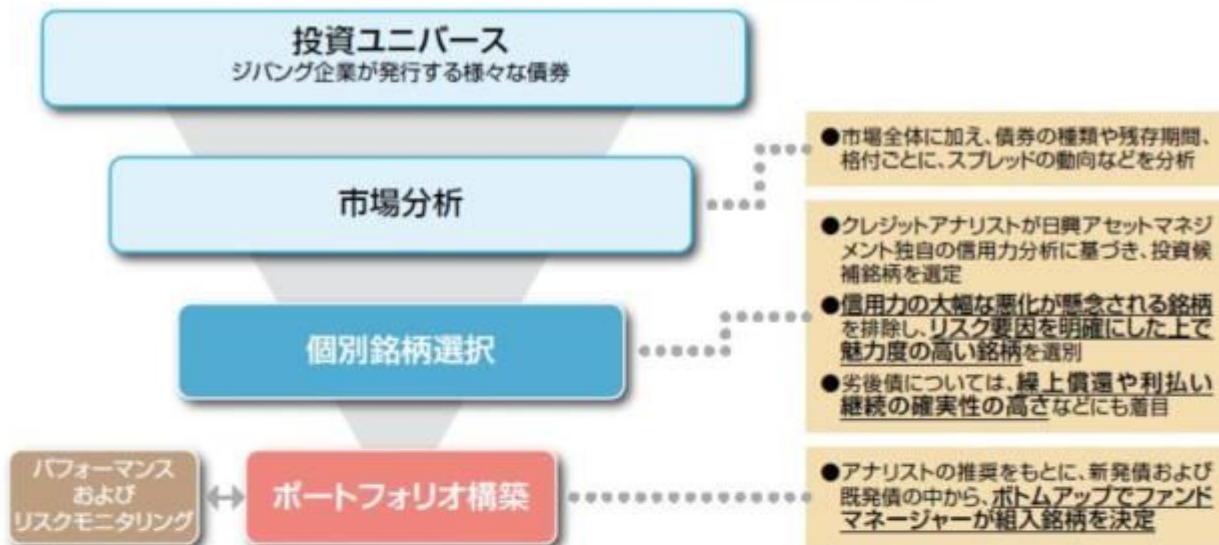 投資ユニバース
ジパング企業が発行する様々な債券
市場分析
●市場全体に加え、債券の種類や残存期間、
格付ごとに、スプレッドの動向などを分析
個別銘柄選択
●クレジットアナリストが日興アセットマネジ
メント独自の信用力分析に基づき、投資候
補銘柄を選定
●信用力の大幅な悪化が懸念される銘柄
を排除し、リスク要因を明確にした上で
魅力度の高い銘柄を選別
●劣後債については、繰上償還や利払い
継続の確実性の高さなどにも着目
パフォーマンス
および
リスクモニタリング
ポートフォリオ構築
●アナリストの推奨をもとに、新発債および
既発債の中から、ボトムアップでファンド
マネージャーが組入銘柄を決定